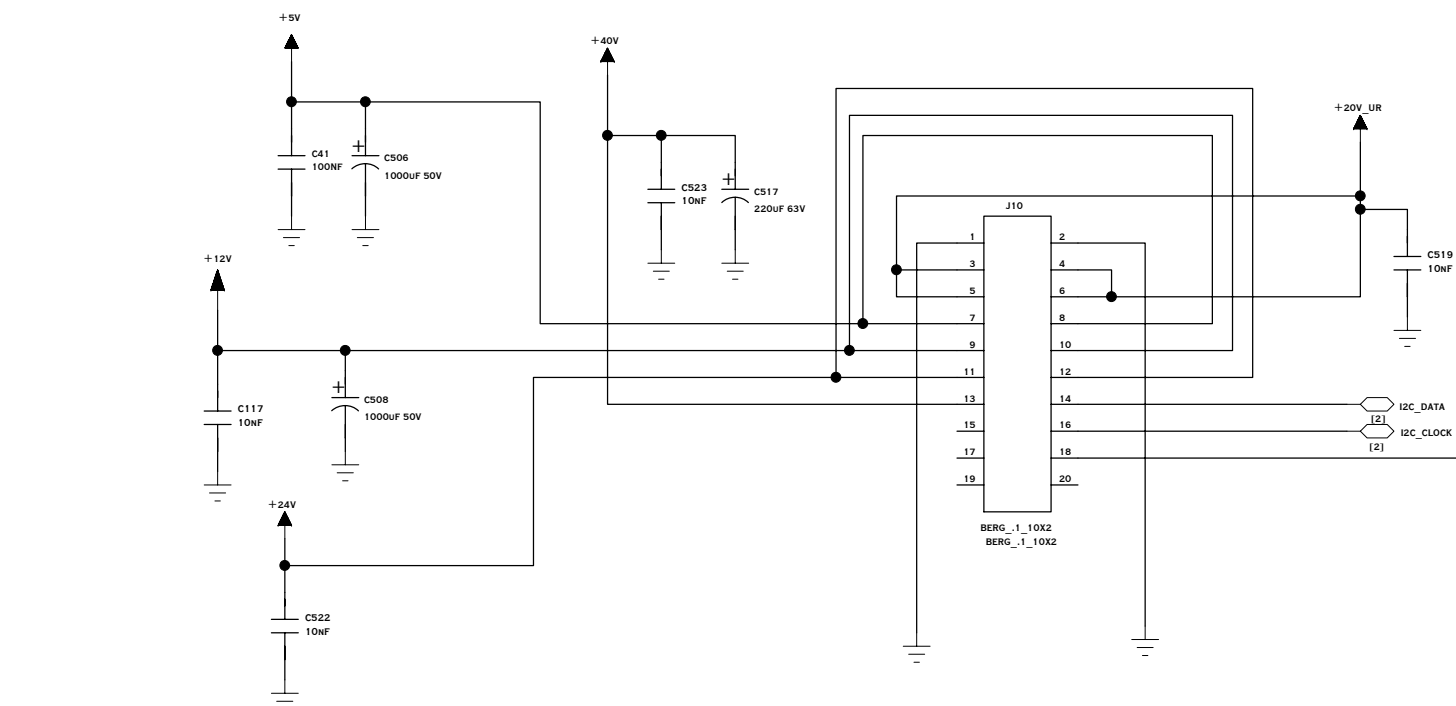 +5V
+40V
+20V_UR
C41
100NF
+
C506
1000UF 50V
C523
10NF
+
C517
220UF 63V
J10
+12V
C519
10NF
1
2
3
4
5
6
7
8
9
10
11
12
13
14
15
16
17
18
19
20
I2C_DATA
[2]
I2C_CLOCK
[2]
C117
10NF
+
C508
1000UF 50V
+24V
BERG_.1_10X2
BERG_.1_10X2
C522
10NF